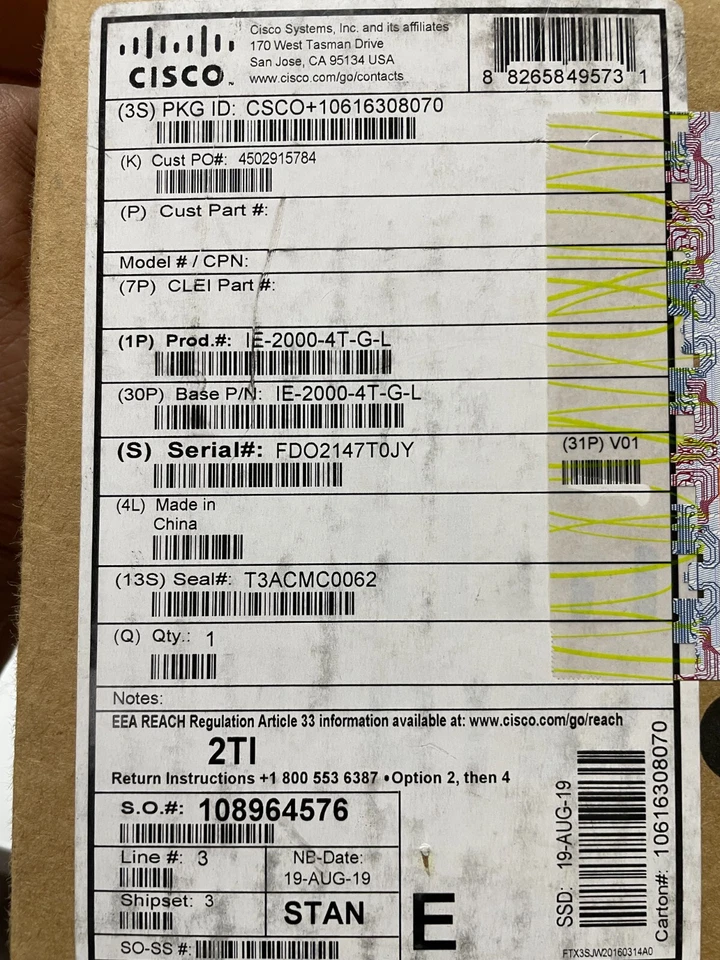 CISCO
Cisco Systems, Inc. and its affiliates
170 West Tasman Drive
San Jose, CA 95134 USA
www.cisco.com/go/contacts
8 8265849573 1
(3S) PKG ID: CSCO+10616308070
(K) Cust PO#: 4502915784
(P) Cust Part #:
Model # / CPN:
(7P) CLEI Part #:
(1P) Prod.#: IE-2000-4T-G-L
(30P) Base P/N: IE-2000-4T-G-L
(S) Serial#: FDO2147T0JY
(31P) V01
(4L) Made in
China
(13S) Seal#: T3ACMC0062
(Q) Qty.: 1
Notes:
EEA REACH Regulation Article 33 information available at: www.cisco.com/go/reach
2TI
Return Instructions +1 800 553 6387 •Option 2, then 4
S.O.#: 108964576
Line #: 3
NB-Date:
19-AUG-19
Shipset: 3
STAN
SO-SS #:
E
SSD: 19-AUG-19
Carton#: 10616308070
FTX3SJW20160314A0